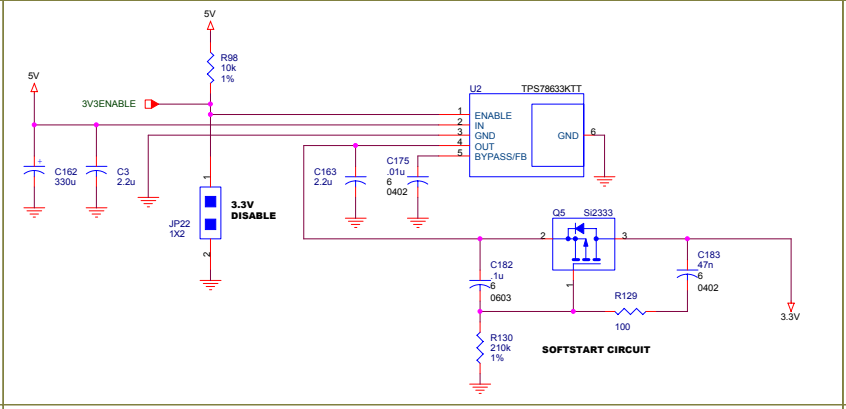 5V
R98
10k
1%
5V
3V3ENABLE
U2 TPS78633KTT
1 ENABLE
2 IN
3 GND
4 OUT
5 BYPASS/FB
GND 6
C162
330u
C3
2.2u
C163
2.2u
C175
.01u
6
0402
1
3.3V
DISABLE
JP22
1X2
2
Q5 Si2333
2 3
1
C182
.1u
6
0603
C183
47n
6
0402
R129
100
3.3V
R130
210k
1%
SOFTSTART CIRCUIT